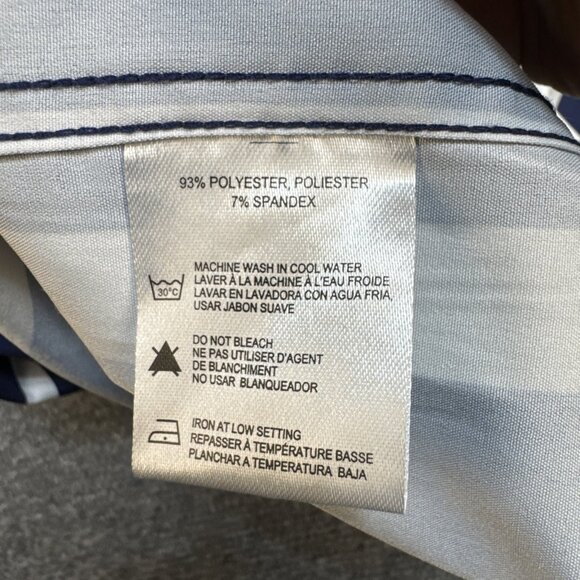 93% POLYESTER, POLIESTER
7% SPANDEX
MACHINE WASH IN COOL WATER
LAVER À LA MACHINE À L'EAU FROIDE
LAVAR EN LAVADORA CON AGUA FRIA,
USAR JABON SUAVE
30°C
DO NOT BLEACH
NE PAS UTILISER D'AGENT
DE BLANCHIMENT
NO USAR BLANQUEADOR
IRON AT LOW SETTING
REPASSER À TEMPÉRATURE BASSE
PLANCHAR A TEMPERATURA BAJA